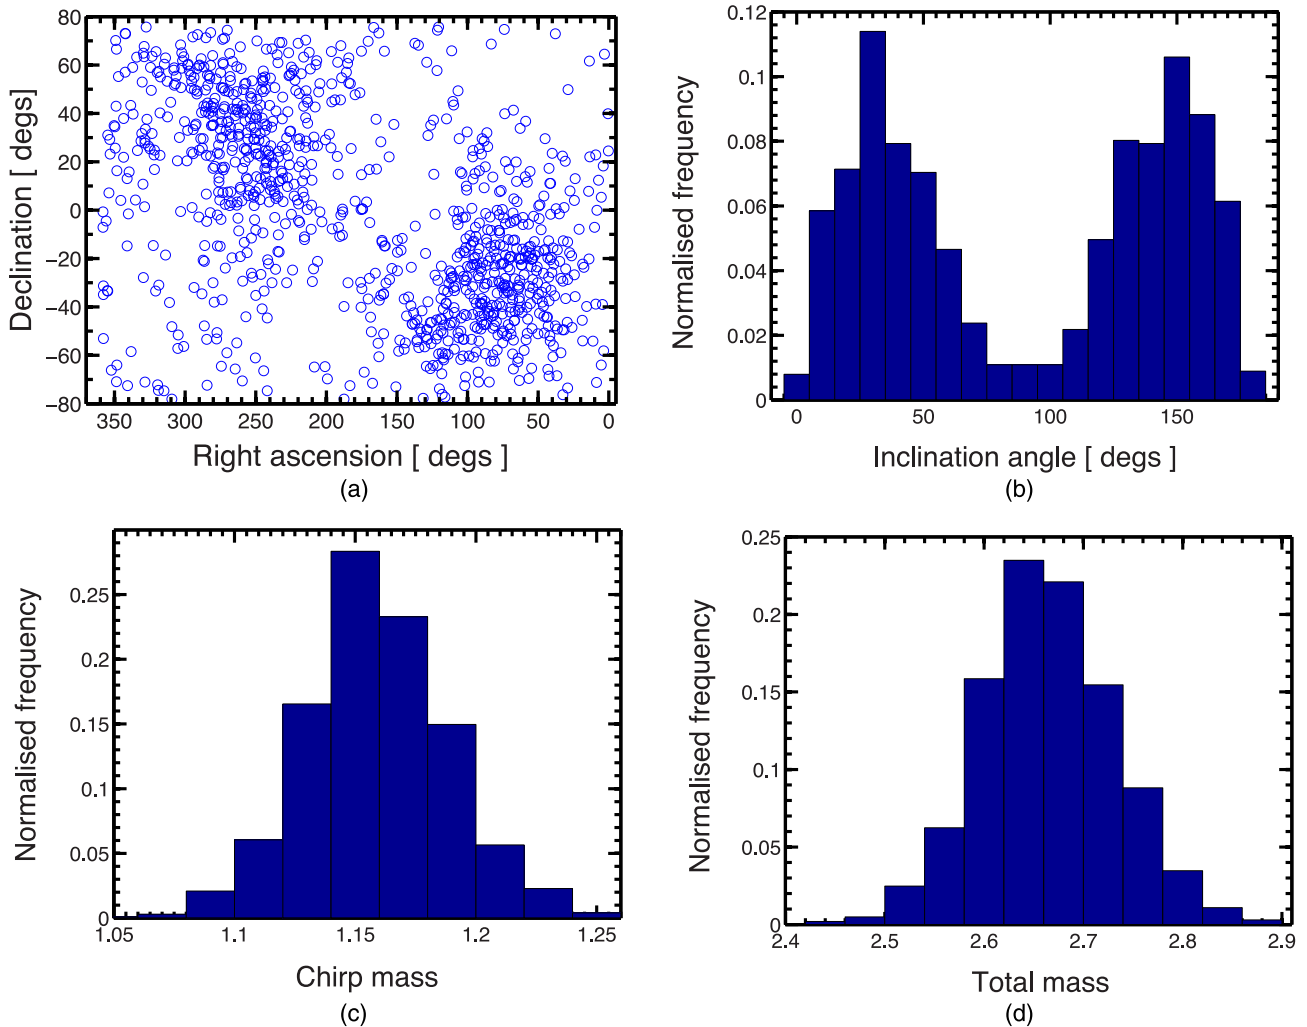 80
60
40
20
0
−20
−40
−60
−80
Declination [ degs]
350 300 250 200 150 100 50 0
Right ascension [ degs ]
(a)
0.12
0.1
0.08
0.06
0.04
0.02
0
Normalised frequency
0 50 100 150
Inclination angle [ degs ]
(b)
0.25
0.2
0.15
0.1
0.05
0
Normalised frequency
1.05 1.1 1.15 1.2 1.25
Chirp mass
(c)
0.25
0.2
0.15
0.1
0.05
0
Normalised frequency
2.4 2.5 2.6 2.7 2.8 2.9
Total mass
(d)